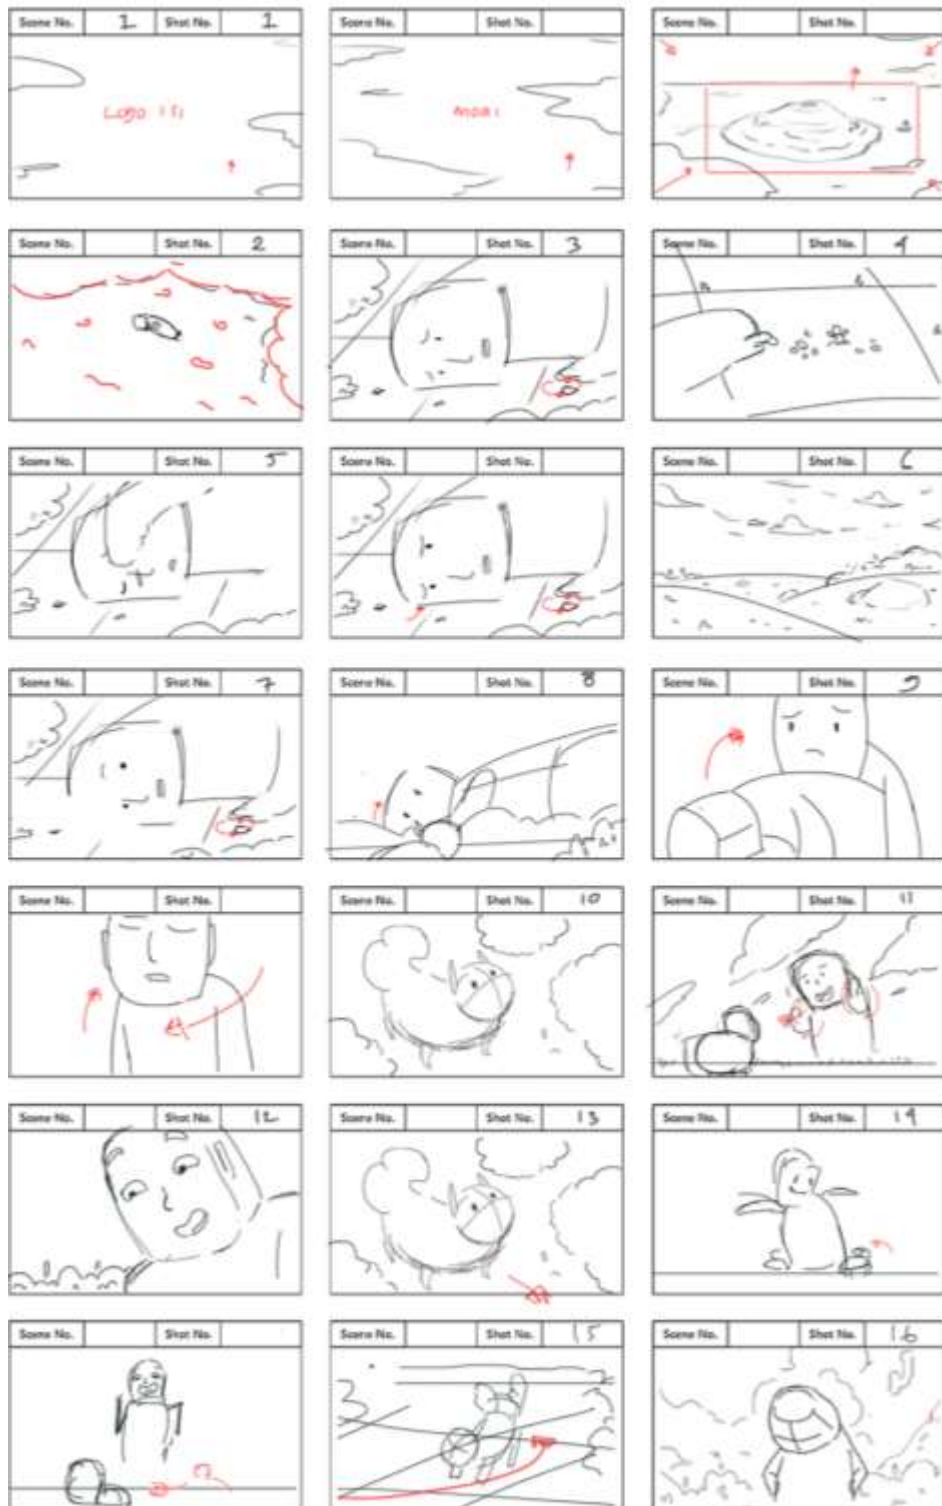 Scene No. 1 Shot No. 1
Scene No. Shot No.
Scene No. Shot No.
Logo ISI
MOAI
Scene No. Shot No. 2
Scene No. Shot No. 3
Scene No. Shot No. 4
Scene No. Shot No. 5
Scene No. Shot No.
Scene No. Shot No. 6
Scene No. Shot No. 7
Scene No. Shot No. 8
Scene No. Shot No. 9
Scene No. Shot No.
Scene No. Shot No. 10
Scene No. Shot No. 11
Scene No. Shot No. 12
Scene No. Shot No. 13
Scene No. Shot No. 14
Scene No. Shot No.
Scene No. Shot No. 15
Scene No. Shot No. 16